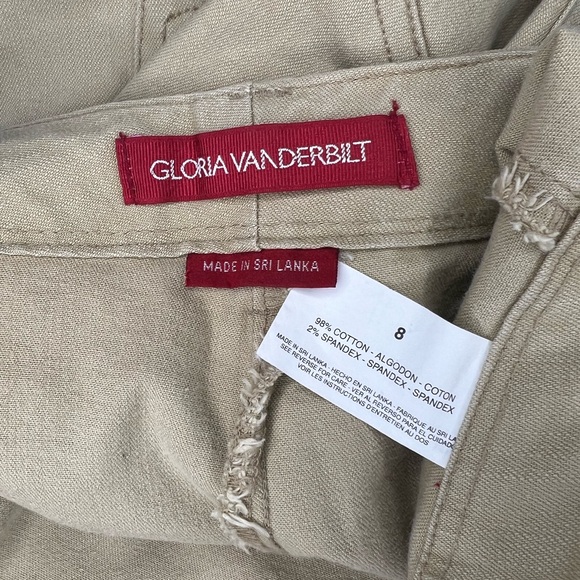 GLORIA VANDERBILT
MADE IN SRI LANKA
8
98% COTTON - ALGODON - COTON
2% SPANDEX - SPANDEX - SPANDEX
MADE IN SRI LANKA - HECHO EN SRI LANKA - FABRIQUE AU SRI LA
SEE REVERSE FOR CARE - VER AL REVERSO PARA EL CUIDADO
VOIR LES INSTRUCTIONS D'ENTRETIEN AU DOS